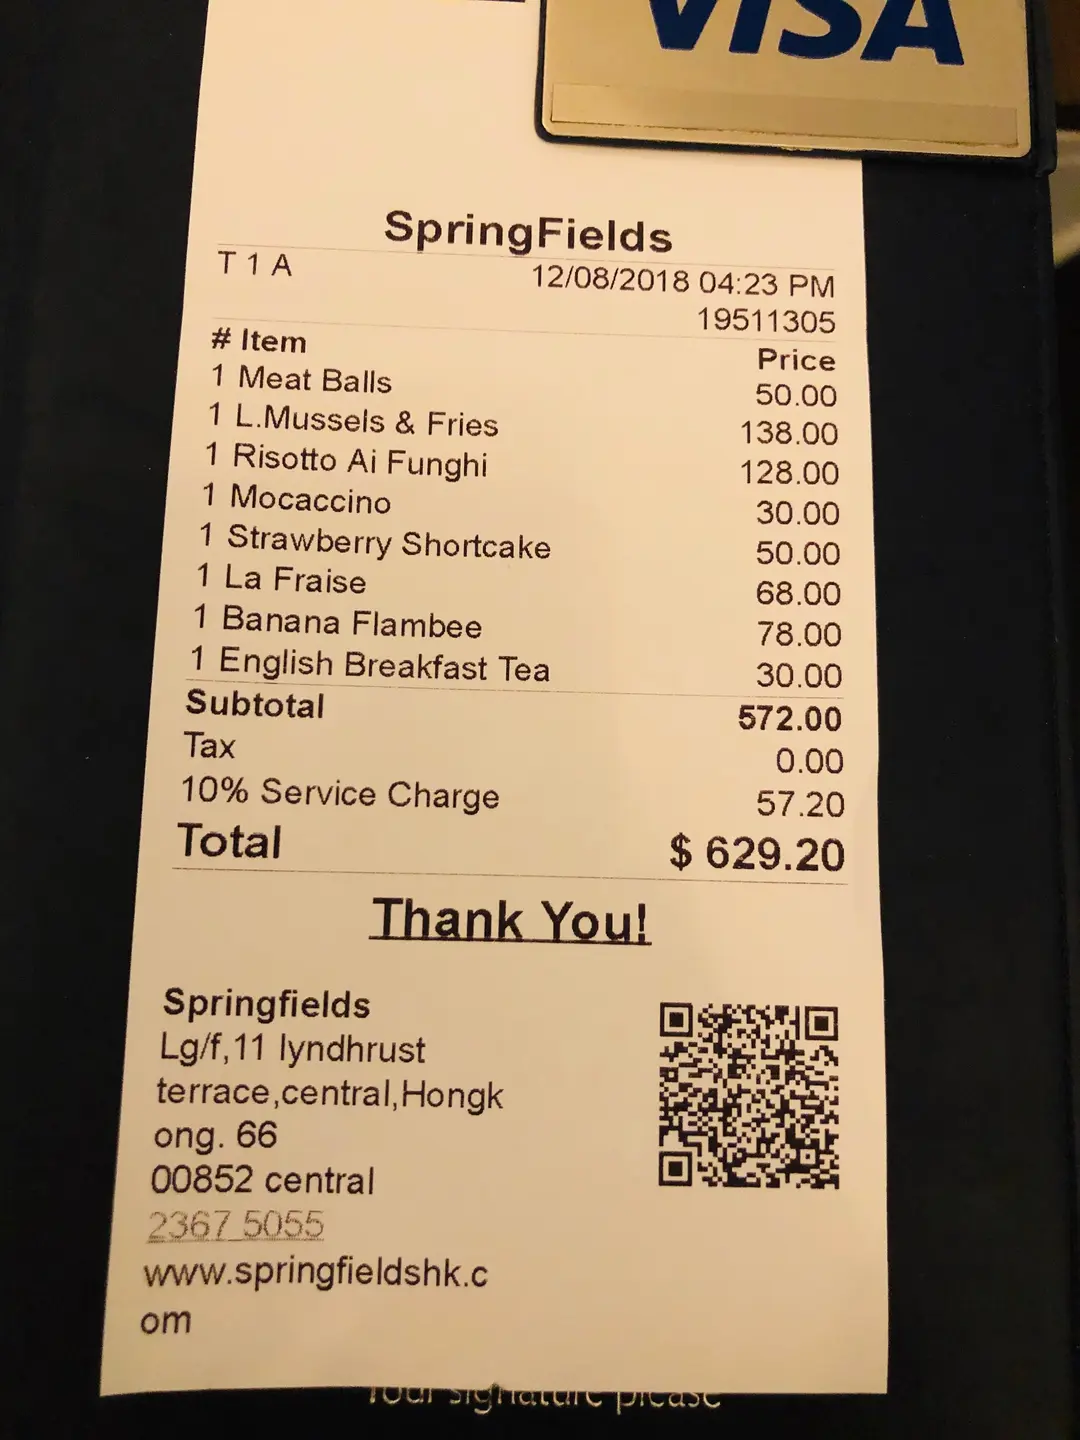 VISA
SpringFields
T 1 A 12/08/2018 04:23 PM
19511305
# Item Price
1 Meat Balls 50.00
1 L.Mussels & Fries 138.00
1 Risotto Ai Funghi 128.00
1 Mocaccino 30.00
1 Strawberry Shortcake 50.00
1 La Fraise 68.00
1 Banana Flambee 78.00
1 English Breakfast Tea 30.00
Subtotal 572.00
Tax 0.00
10% Service Charge 57.20
Total $ 629.20
Thank You!
Springfields
Lg/f,11 lyndhrust
terrace,central,Hongk
ong. 66
00852 central
2367 5055
www.springfieldshk.c
om
Your signature please